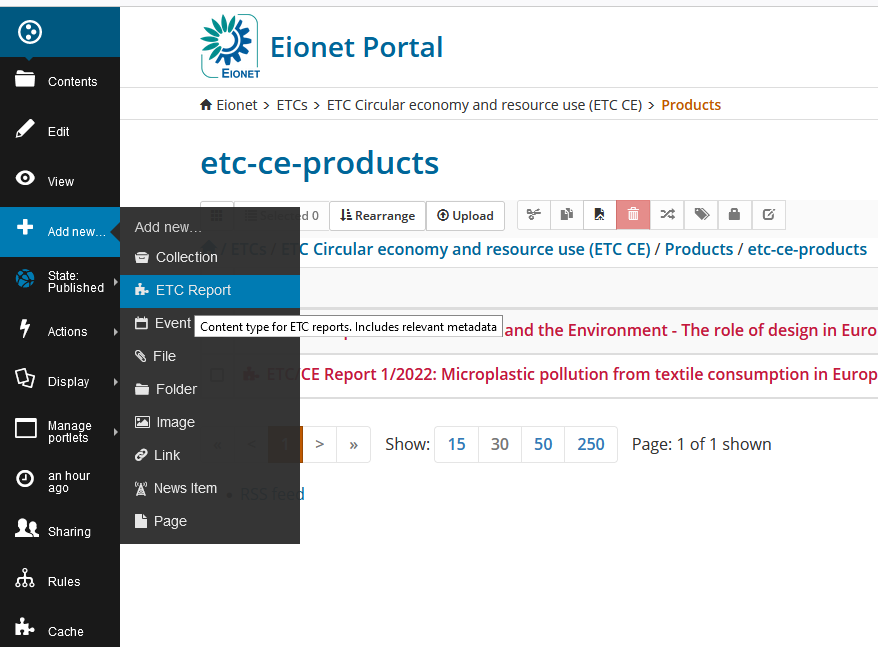 EIONET
Eionet Portal
Eionet > ETCs > ETC Circular economy and resource use (ETC CE) > Products
etc-ce-products
Contents
Edit
View
Add new...
State:
Published
Actions
Display
Manage
portlets
an hour
ago
Sharing
Rules
Cache
Add new...
Collection
ETC Report
Event
File
Folder
Image
Link
News Item
Page
Content type for ETC reports. Includes relevant metadata
0
Rearrange
Upload
/ ETCs / ETC Circular economy and resource use (ETC CE) / Products / etc-ce-products
and the Environment - The role of design in Euro
ETC/CE Report 1/2022: Microplastic pollution from textile consumption in Europ
« < 1 > » Show: 15 30 50 250 Page: 1 of 1 shown
RSS feed